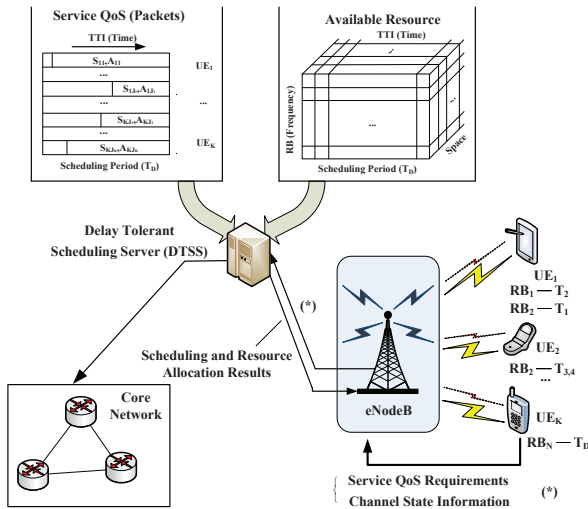 Service QoS (Packets)
TTI (Time)
S11,A11
UE1
...
S1J1,A1J1
...
...
SKJ1,AKJ1
...
UEK
SKJK,AKJK
Scheduling Period (TD)
Available Resource
TTI (Time)
...
RB (Frequency)
...
...
Space
Scheduling Period (TD)
Delay Tolerant
Scheduling Server (DTSS)
(*)
Scheduling and Resource
Allocation Results
Core
Network
eNodeB
UE1
RB1 — T2
RB2 — T1
UE2
RB2 — T3,4
...
UEK
RBN — TD
Service QoS Requirements
Channel State Information
(*)